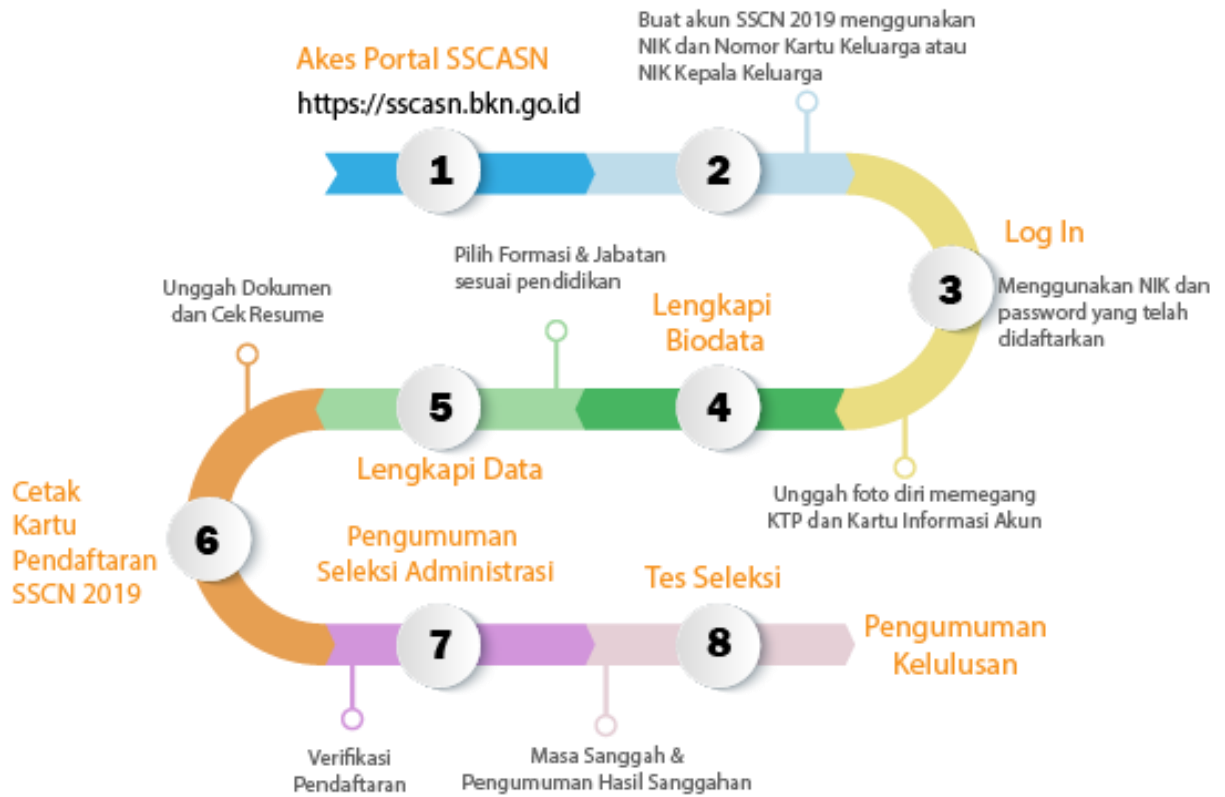 Akes Portal SSCASN
https://sscasn.bkn.go.id
1
Buat akun SSCN 2019 menggunakan
NIK dan Nomor Kartu Keluarga atau
NIK Kepala Keluarga
2
Log In
3
Menggunakan NIK dan
password yang telah
didaftarkan
Unggah foto diri memegang
KTP dan Kartu Informasi Akun
Lengkapi
Biodata
4
Pilih Formasi & Jabatan
sesuai pendidikan
5
Lengkapi Data
Unggah Dokumen
dan Cek Resume
Cetak
Kartu
Pendaftaran
SSCN 2019
6
Verifikasi
Pendaftaran
Pengumuman
Seleksi Administrasi
7
Masa Sanggah &
Pengumuman Hasil Sanggahan
Tes Seleksi
8
Pengumuman
Kelulusan